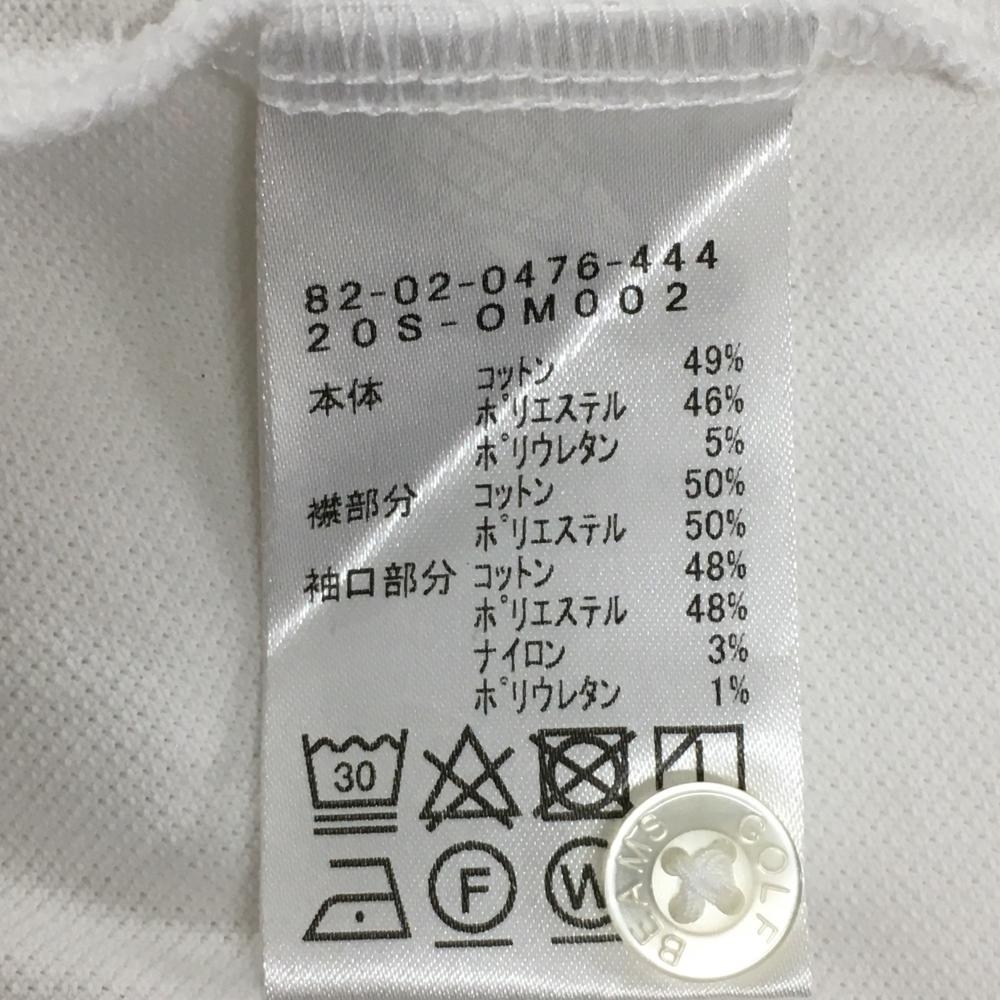 82-02-0476-444
20S-OM002
本体 コットン 49%
ポリエステル 46%
ポリウレタン 5%
襟部分 コットン 50%
ポリエステル 50%
袖口部分 コットン 48%
ポリエステル 48%
ナイロン 3%
ポリウレタン 1%
30
F W
BEAMS GOLF